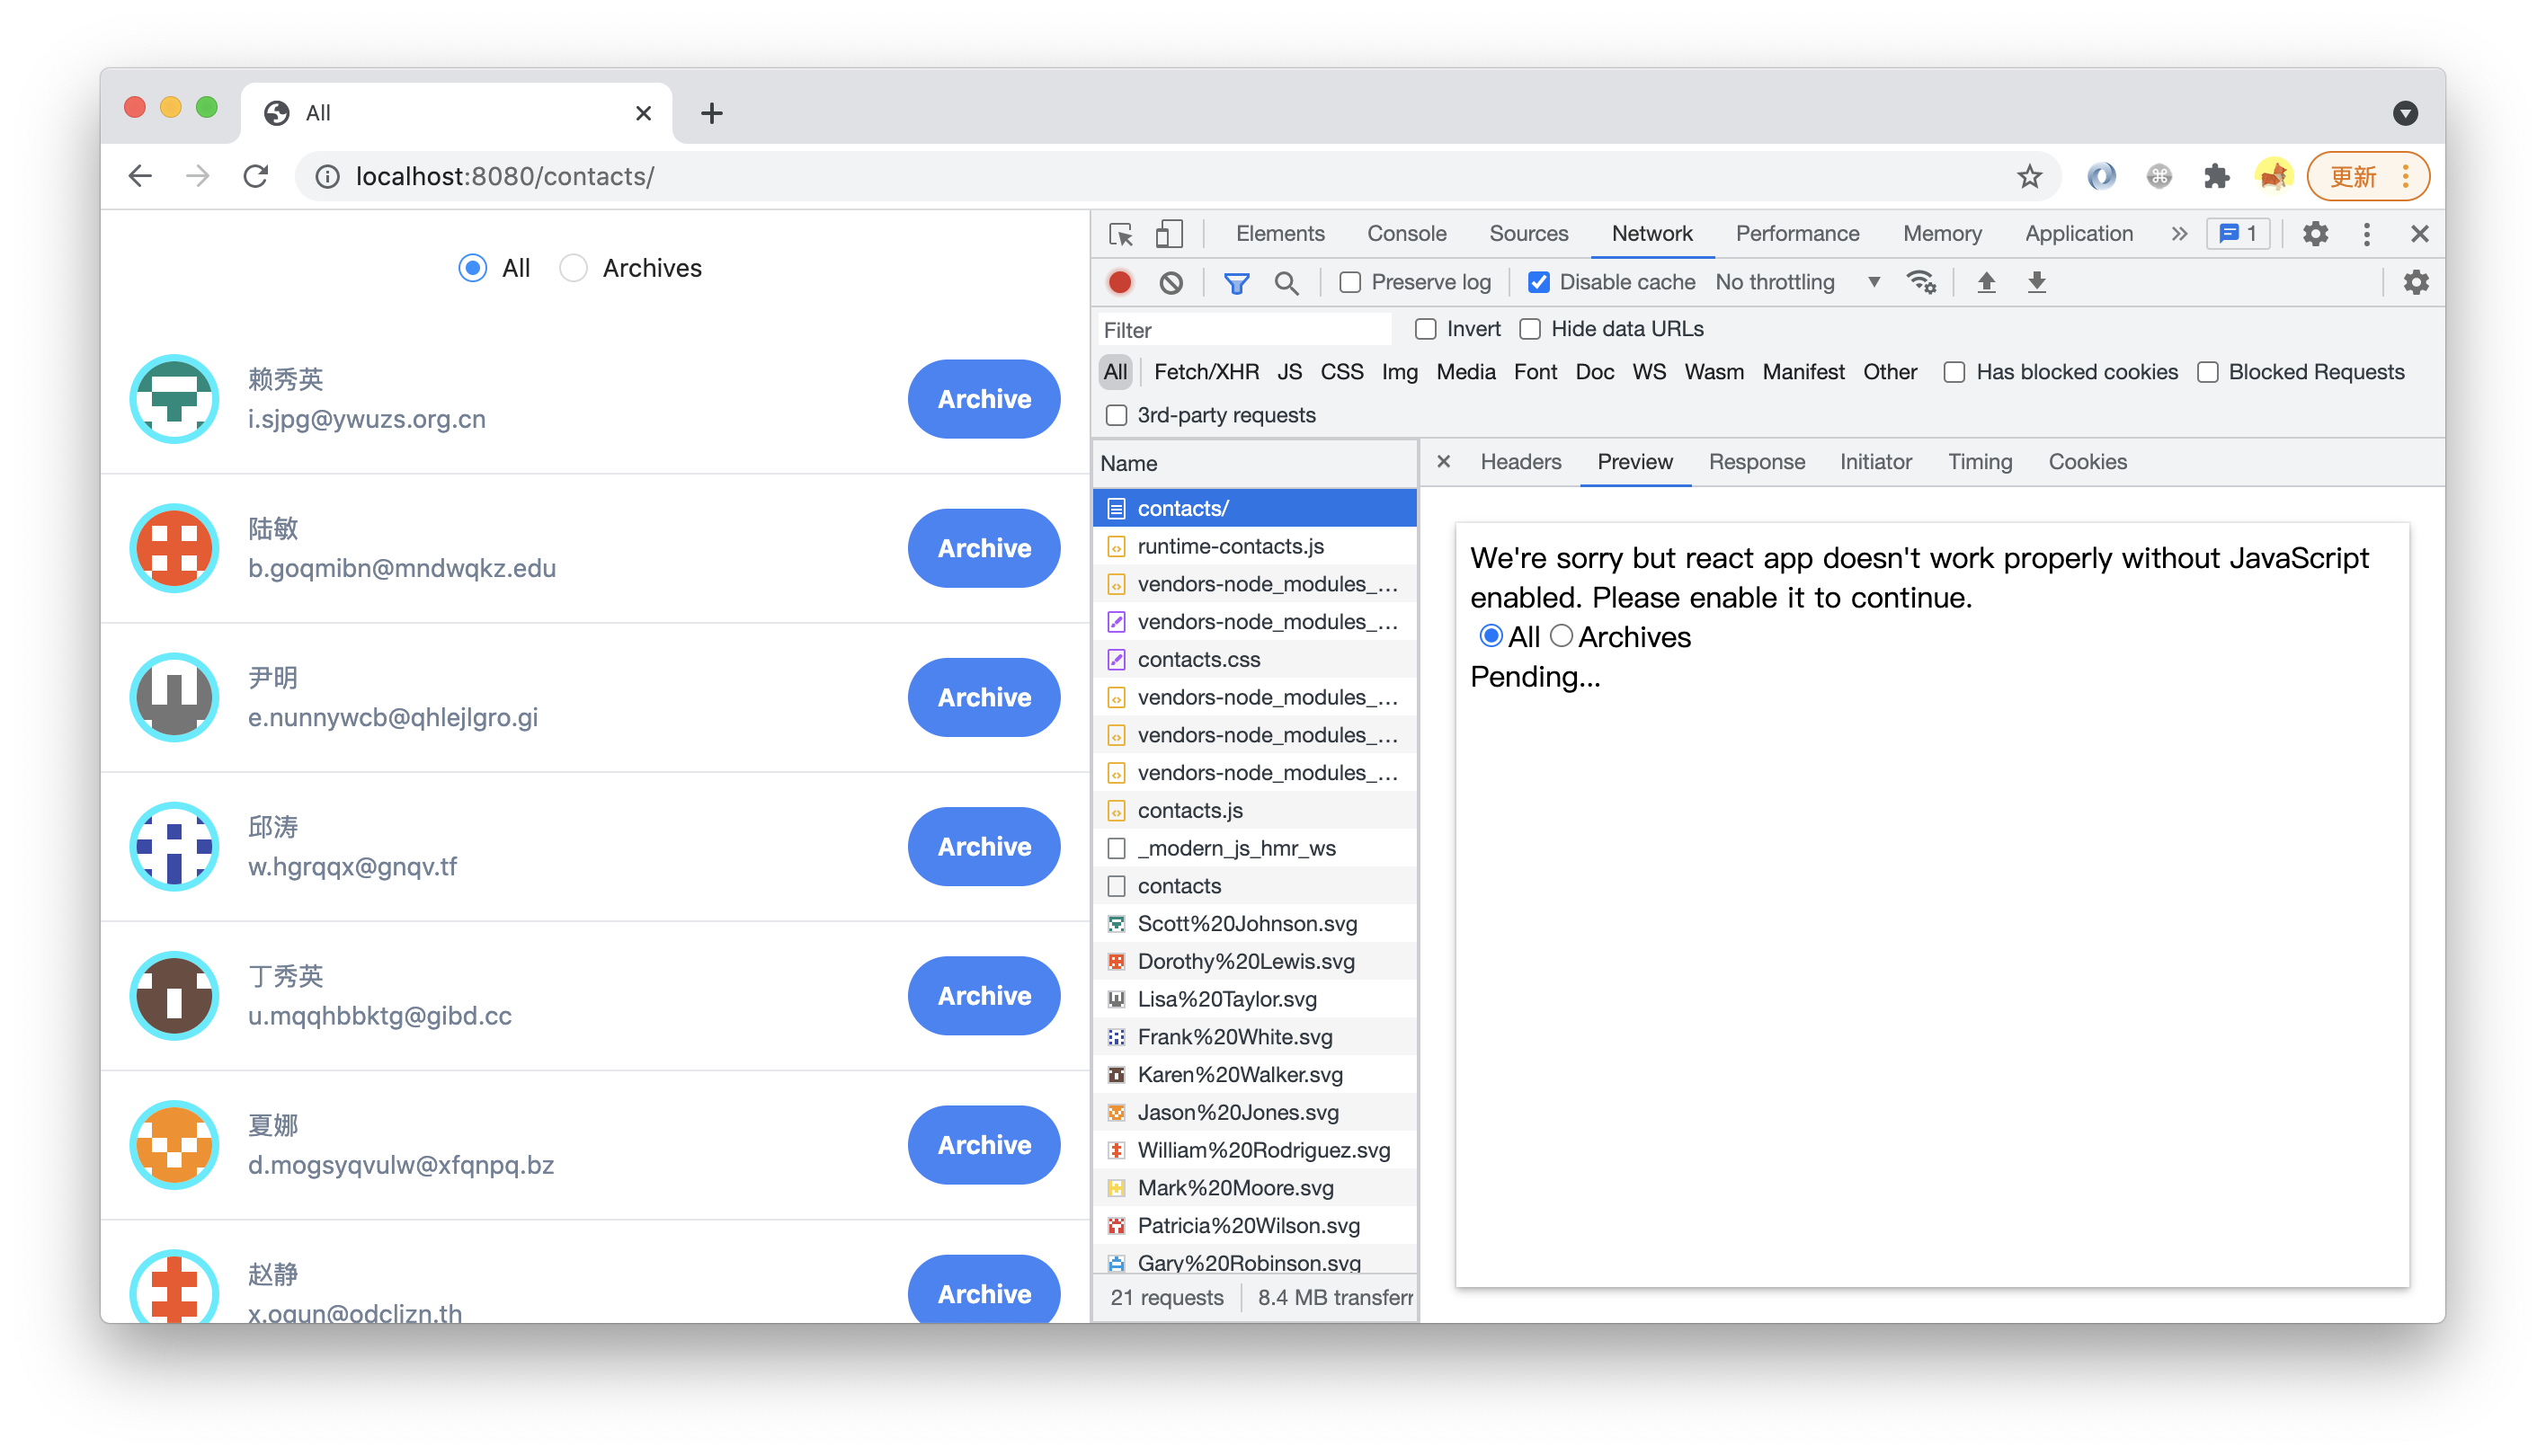 All
localhost:8080/contacts/
更新
All Archives
赖秀英
i.sjpg@ywuzs.org.cn
Archive
陆敏
b.goqmibn@mndwqkz.edu
Archive
尹明
e.nunnywcb@qhlejlgro.gi
Archive
邱涛
w.hgrqqx@gnqv.tf
Archive
丁秀英
u.mqqhbbktg@gibd.cc
Archive
夏娜
d.mogsyqvulw@xfqnpq.bz
Archive
赵静
x.oqun@odclizn.th
Archive
Elements Console Sources Network Performance Memory Application » 1
Preserve log Disable cache No throttling
Filter Invert Hide data URLs
All Fetch/XHR JS CSS Img Media Font Doc WS Wasm Manifest Other Has blocked cookies Blocked Requests
3rd-party requests
Name
contacts/
runtime-contacts.js
vendors-node_modules_...
vendors-node_modules_...
contacts.css
vendors-node_modules_...
vendors-node_modules_...
vendors-node_modules_...
contacts.js
_modern_js_hmr_ws
contacts
Scott%20Johnson.svg
Dorothy%20Lewis.svg
Lisa%20Taylor.svg
Frank%20White.svg
Karen%20Walker.svg
Jason%20Jones.svg
William%20Rodriguez.svg
Mark%20Moore.svg
Patricia%20Wilson.svg
Gary%20Robinson.svg
21 requests 8.4 MB transferr
Headers Preview Response Initiator Timing Cookies
We're sorry but react app doesn't work properly without JavaScript
enabled. Please enable it to continue.
All Archives
Pending...